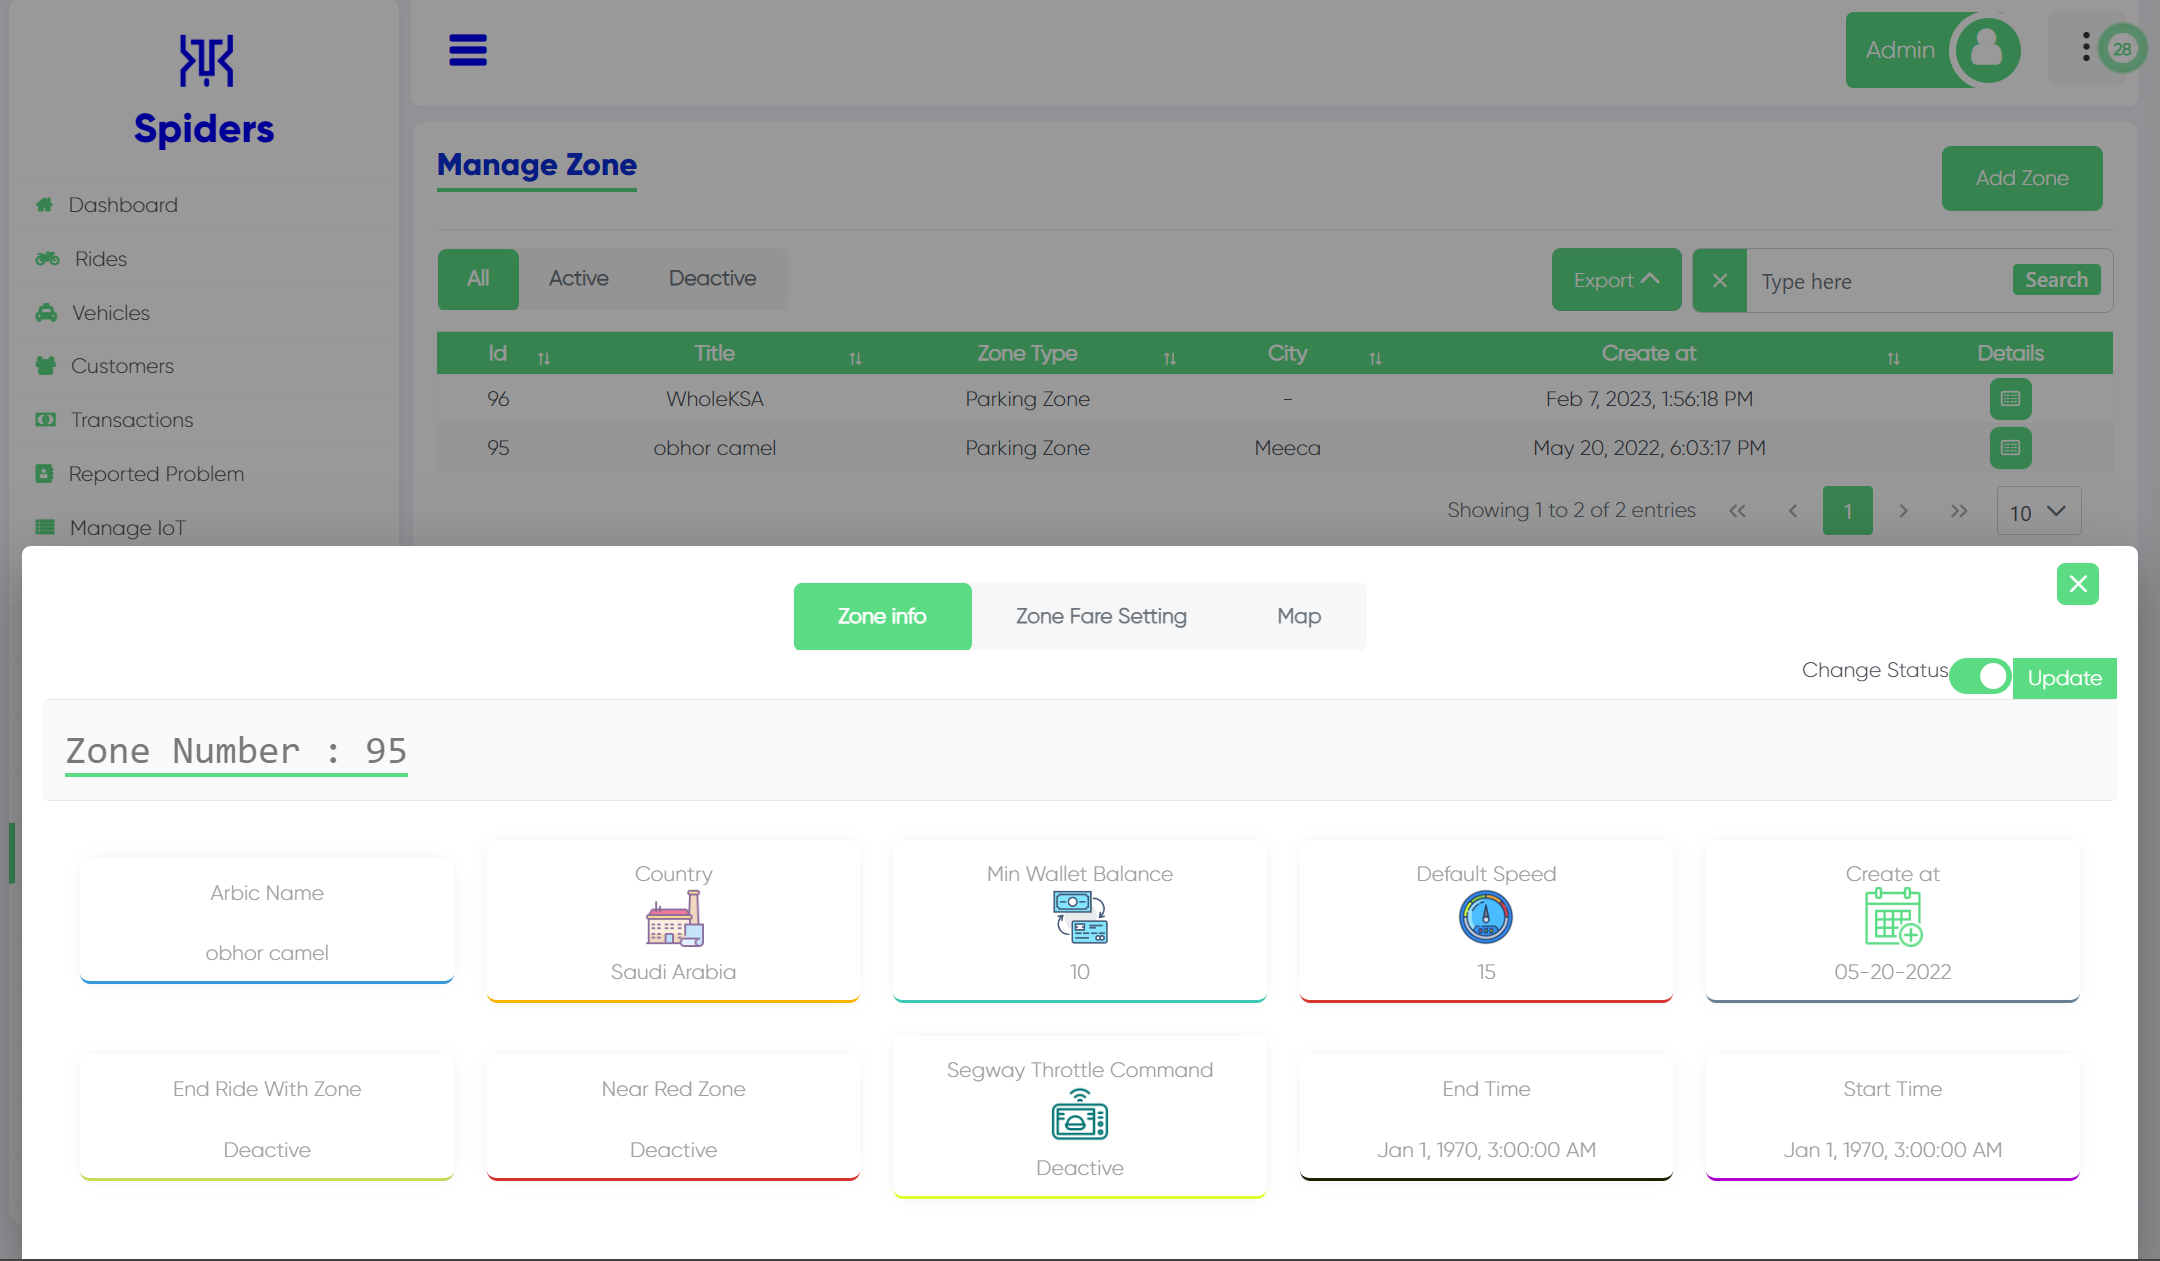 Spiders
Dashboard
Rides
Vehicles
Customers
Transactions
Reported Problem
Manage IoT
Admin
28
Manage Zone
Add Zone
All Active Deactive
Export Type here Search
Id Title Zone Type City Create at Details
96 WholeKSA Parking Zone - Feb 7, 2023, 1:56:18 PM
95 obhor camel Parking Zone Meeca May 20, 2022, 6:03:17 PM
Showing 1 to 2 of 2 entries « ‹ 1 › » 10
Zone info Zone Fare Setting Map
Change Status Update
Zone Number : 95
Arbic Name
obhor camel
Country
Saudi Arabia
Min Wallet Balance
10
Default Speed
15
Create at
05-20-2022
End Ride With Zone
Deactive
Near Red Zone
Deactive
Segway Throttle Command
Deactive
End Time
Jan 1, 1970, 3:00:00 AM
Start Time
Jan 1, 1970, 3:00:00 AM